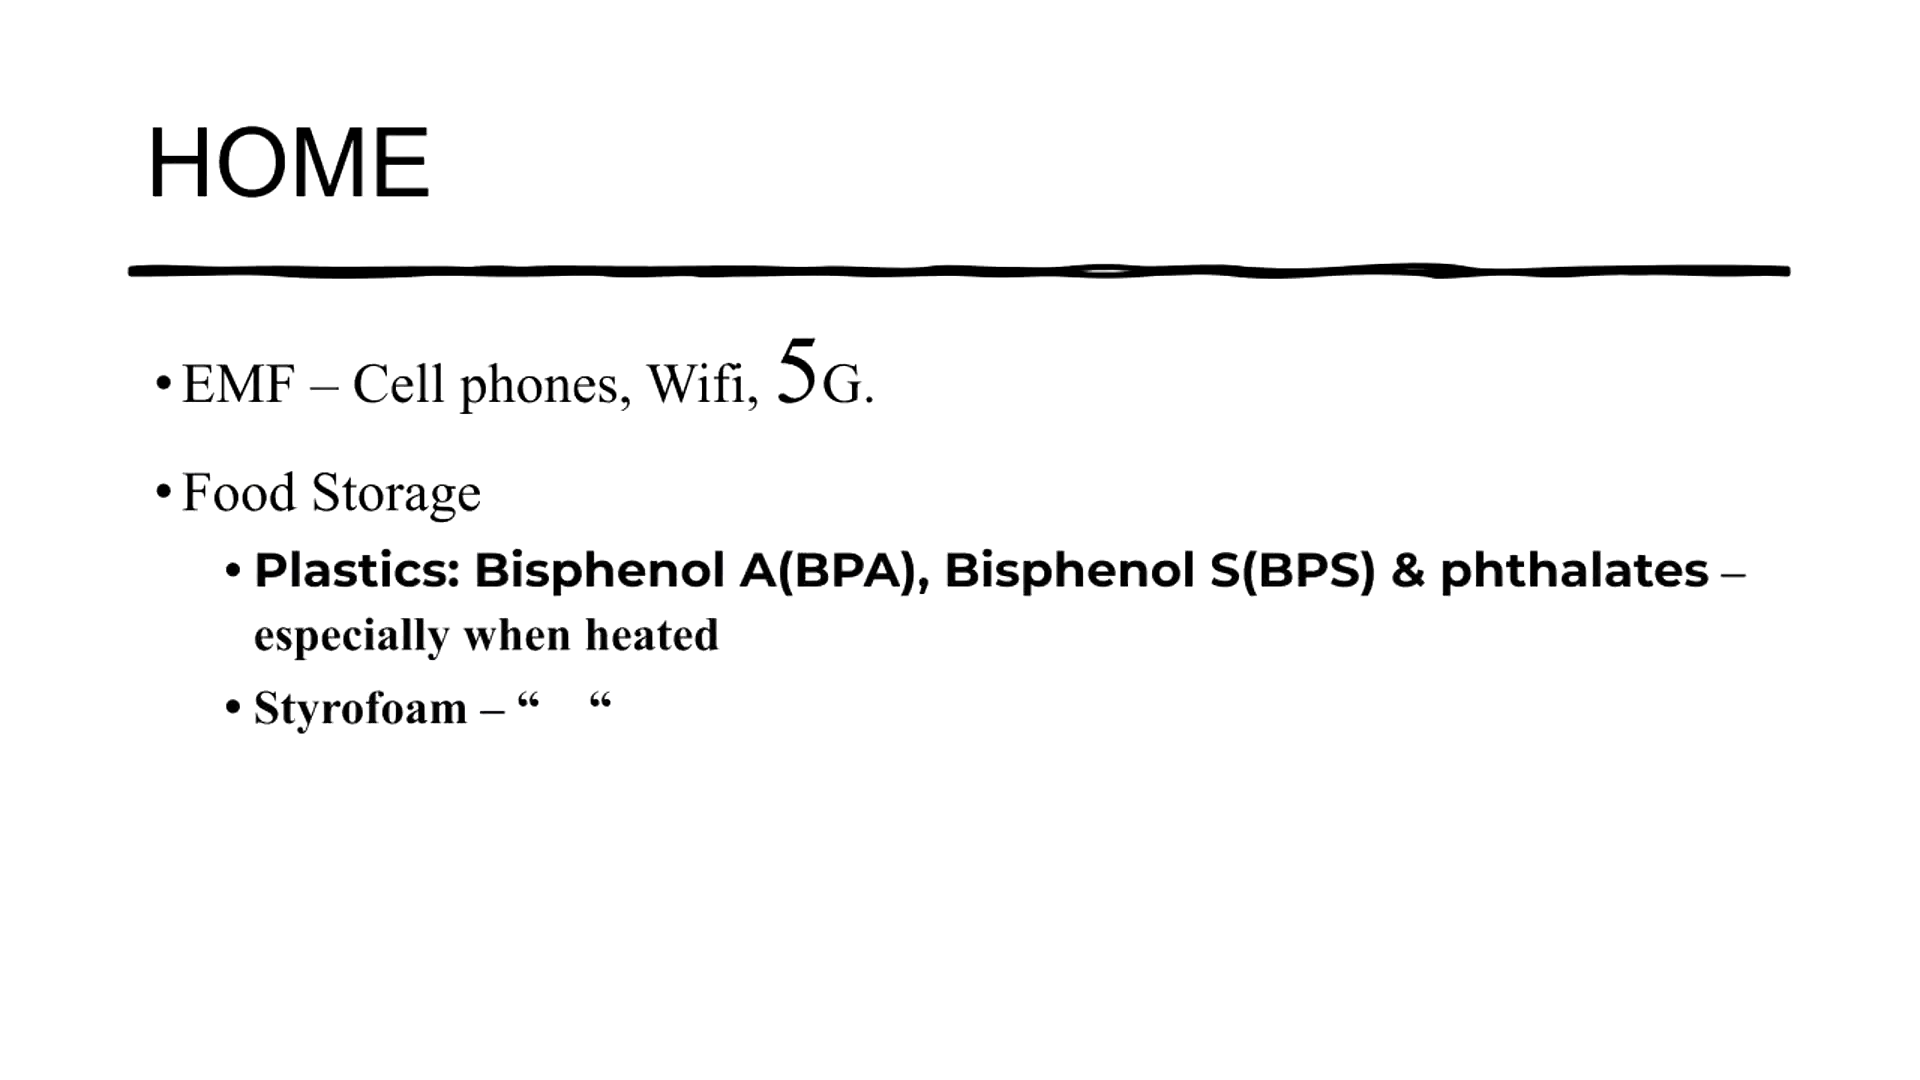 HOME
• EMF – Cell phones, Wifi, 5G.
• Food Storage
• Plastics: Bisphenol A(BPA), Bisphenol S(BPS) & phthalates –
especially when heated
• Styrofoam – “ “